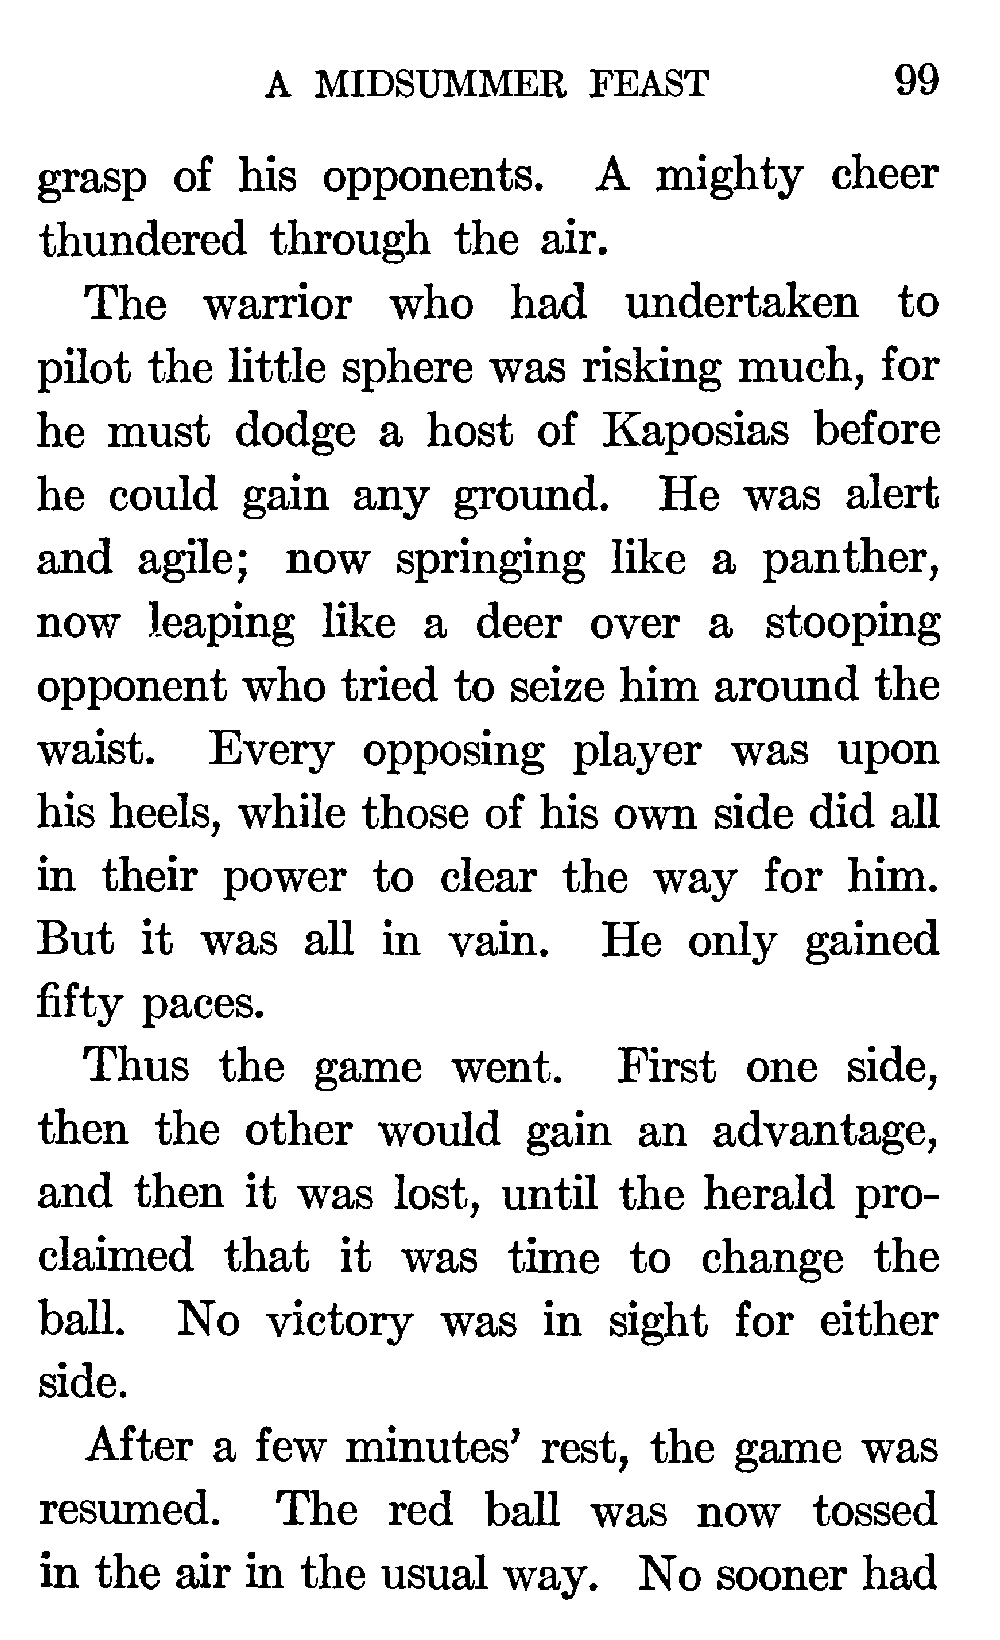 A MIDSUMMER FEAST 99
grasp of his opponents. A mighty cheer
thundered through the air.
The warrior who had undertaken to
pilot the little sphere was risking much, for
he must dodge a host of Kaposias before
he could gain any ground. He was alert
and agile; now springing like a panther,
now leaping like a deer over a stooping
opponent who tried to seize him around the
waist. Every opposing player was upon
his heels, while those of his own side did all
in their power to clear the way for him.
But it was all in vain. He only gained
fifty paces.
Thus the game went. First one side,
then the other would gain an advantage,
and then it was lost, until the herald pro-
claimed that it was time to change the
ball. No victory was in sight for either
side.
After a few minutes’ rest, the game was
resumed. The red ball was now tossed
in the air in the usual way. No sooner had